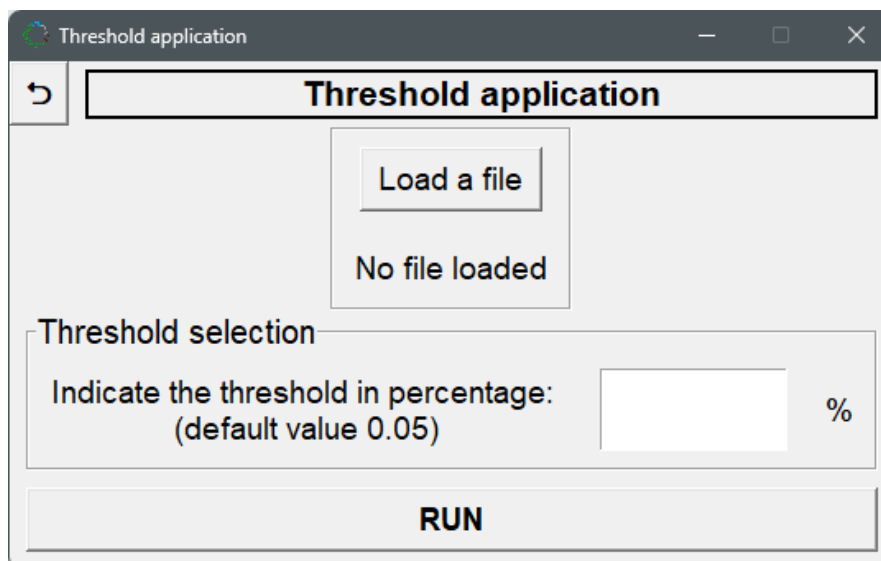 Threshold application
Threshold application
Load a file
No file loaded
Threshold selection
Indicate the threshold in percentage:
(default value 0.05)
%
RUN